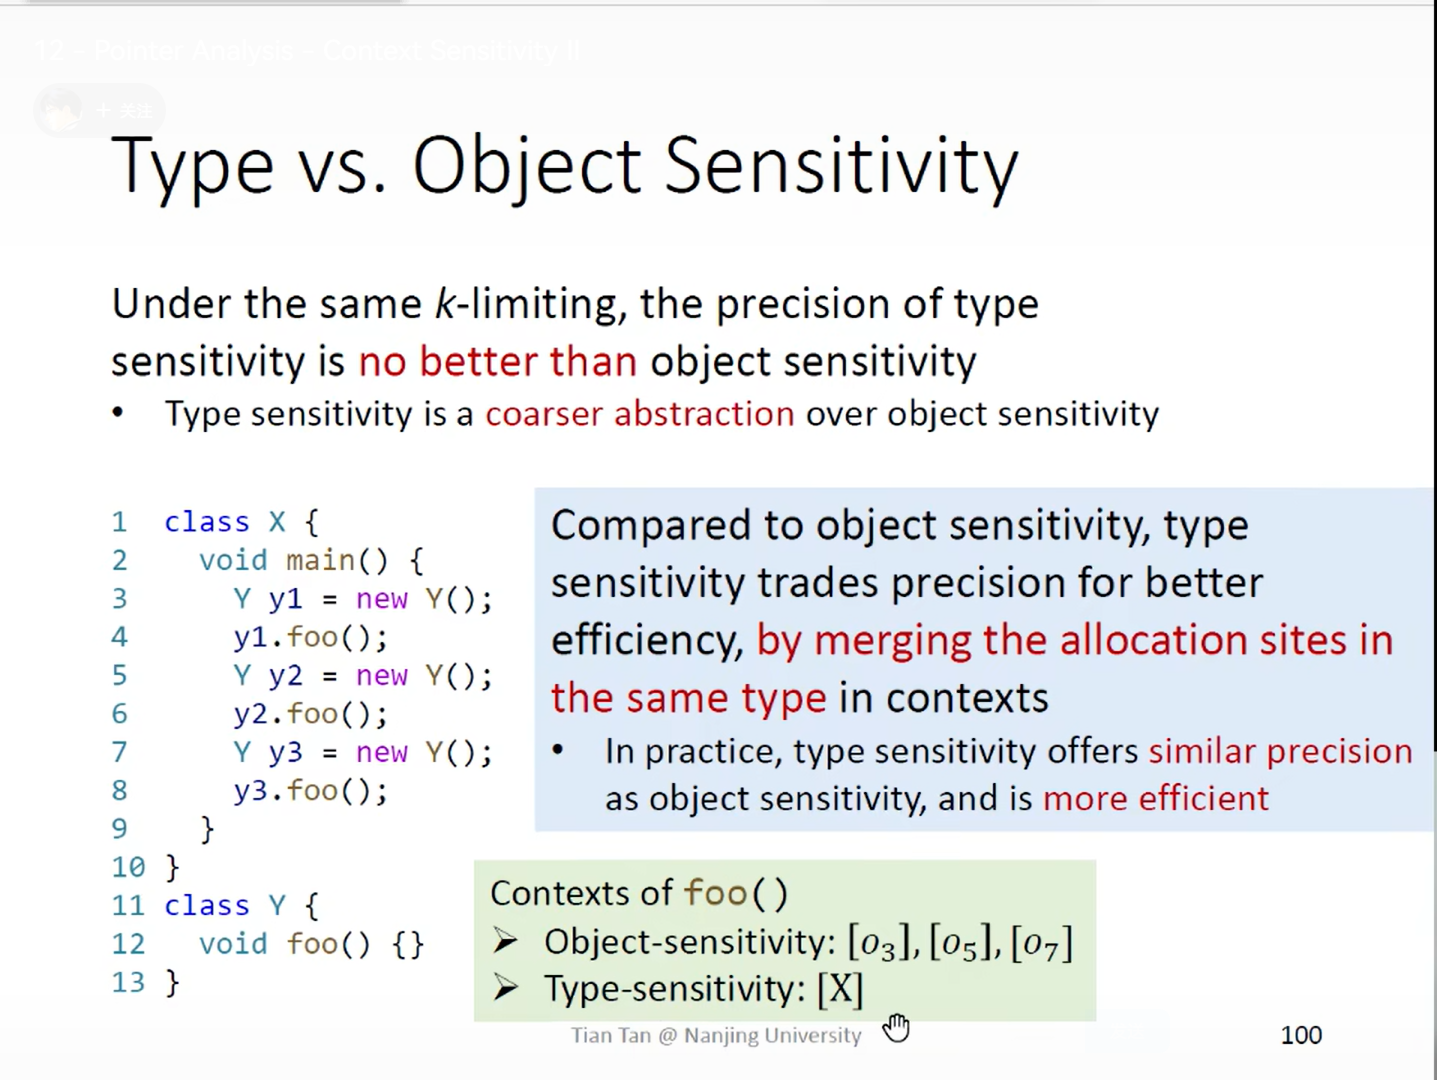 12 - Pointer Analysis - Context Sensitivity II
+ 关注
Type vs. Object Sensitivity
Under the same k-limiting, the precision of type
sensitivity is no better than object sensitivity
• Type sensitivity is a coarser abstraction over object sensitivity
1 class X {
2 void main() {
3 Y y1 = new Y();
4 y1.foo();
5 Y y2 = new Y();
6 y2.foo();
7 Y y3 = new Y();
8 y3.foo();
9 }
10 }
11 class Y {
12 void foo() {}
13 }
Compared to object sensitivity, type
sensitivity trades precision for better
efficiency, by merging the allocation sites in
the same type in contexts
• In practice, type sensitivity offers similar precision
as object sensitivity, and is more efficient
Contexts of foo()
➢ Object-sensitivity: [o₃], [o₅], [o₇]
➢ Type-sensitivity: [X]
Tian Tan @ Nanjing University
100